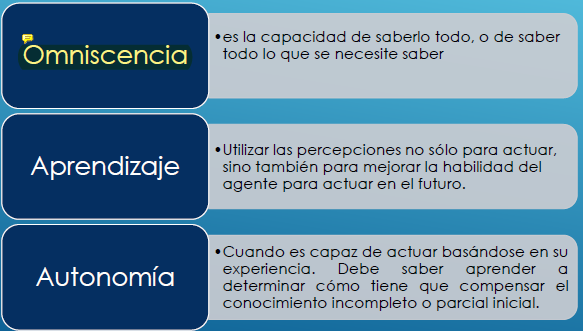 Omniscencia
•es la capacidad de saberlo todo, o de saber
todo lo que se necesite saber
Aprendizaje
•Utilizar las percepciones no sólo para actuar,
sino también para mejorar la habilidad del
agente para actuar en el futuro.
Autonomía
•Cuando es capaz de actuar basándose en su
experiencia. Debe saber aprender a
determinar cómo tiene que compensar el
conocimiento incompleto o parcial inicial.